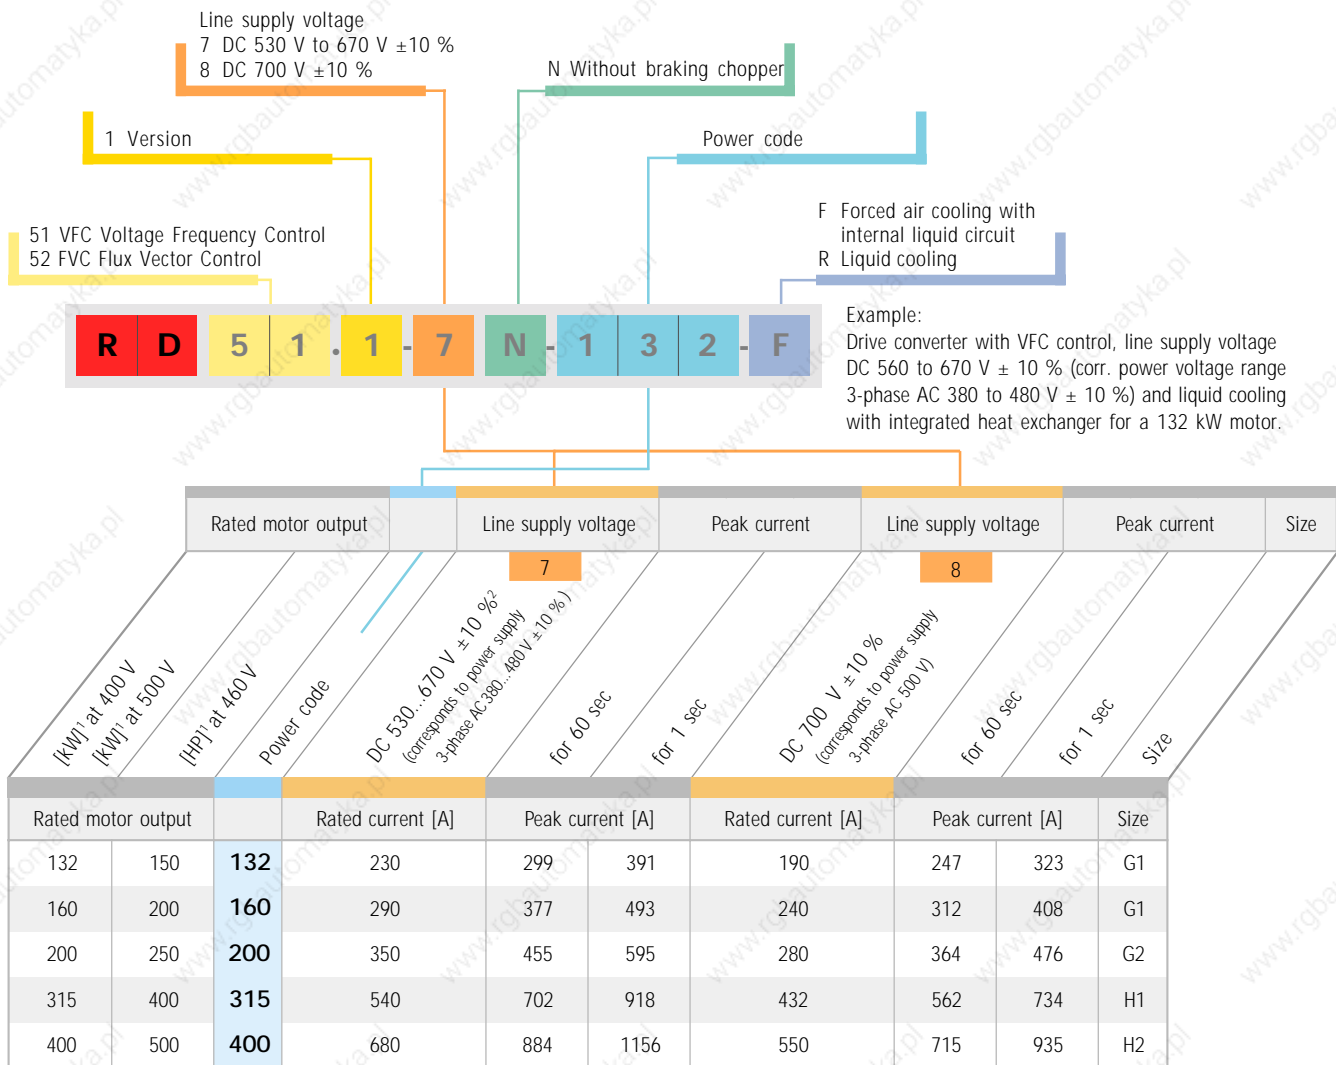 Line supply voltage
7 DC 530 V to 670 V ±10 %
8 DC 700 V ±10 %
N Without braking chopper
1 Version
Power code
51 VFC Voltage Frequency Control
52 FVC Flux Vector Control
F Forced air cooling with
internal liquid circuit
R Liquid cooling
R D 5 1 . 1 - 7 N - 1 3 2 - F
Example:
Drive converter with VFC control, line supply voltage
DC 560 to 670 V ± 10 % (corr. power voltage range
3-phase AC 380 to 480 V ± 10 %) and liquid cooling
with integrated heat exchanger for a 132 kW motor.
Rated motor output Line supply voltage Peak current Line supply voltage Peak current Size
7 8
[KW]¹ at 400 V
[KW]¹ at 500 V
[HP]¹ at 460 V
Power code
DC 530...670 V ±10 %²
(corresponds to power supply
3-phase AC 380... 480 V ±10 % )
for 60 sec
for 1 sec
DC 700 V ±10 %
(corresponds to power supply
3-phase AC 500 V)
for 60 sec
for 1 sec
Size
Rated motor output Rated current [A] Peak current [A] Rated current [A] Peak current [A] Size
132 150 132 230 299 391 190 247 323 G1
160 200 160 290 377 493 240 312 408 G1
200 250 200 350 455 595 280 364 476 G2
315 400 315 540 702 918 432 562 734 H1
400 500 400 680 884 1156 550 715 935 H2
www.rgbautomatyka.pl